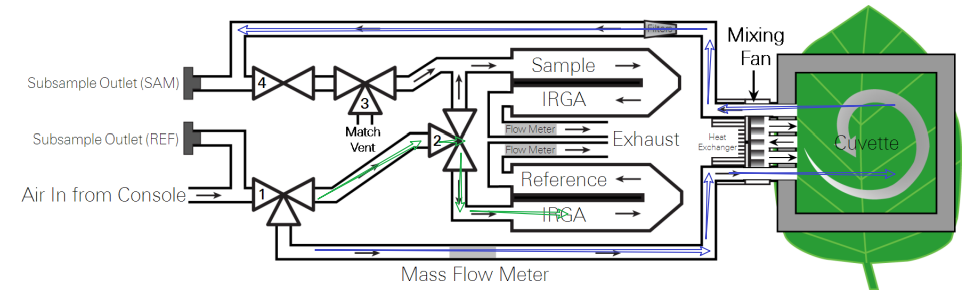 Filters
Mixing
Fan
Subsample Outlet (SAM)
4
3
Match
Vent
Sample
IRGA
Flow Meter
Exhaust
Flow Meter
Heat
Exchanger
Cuvette
Subsample Outlet (REF)
2
Reference
IRGA
Air In from Console
1
Mass Flow Meter